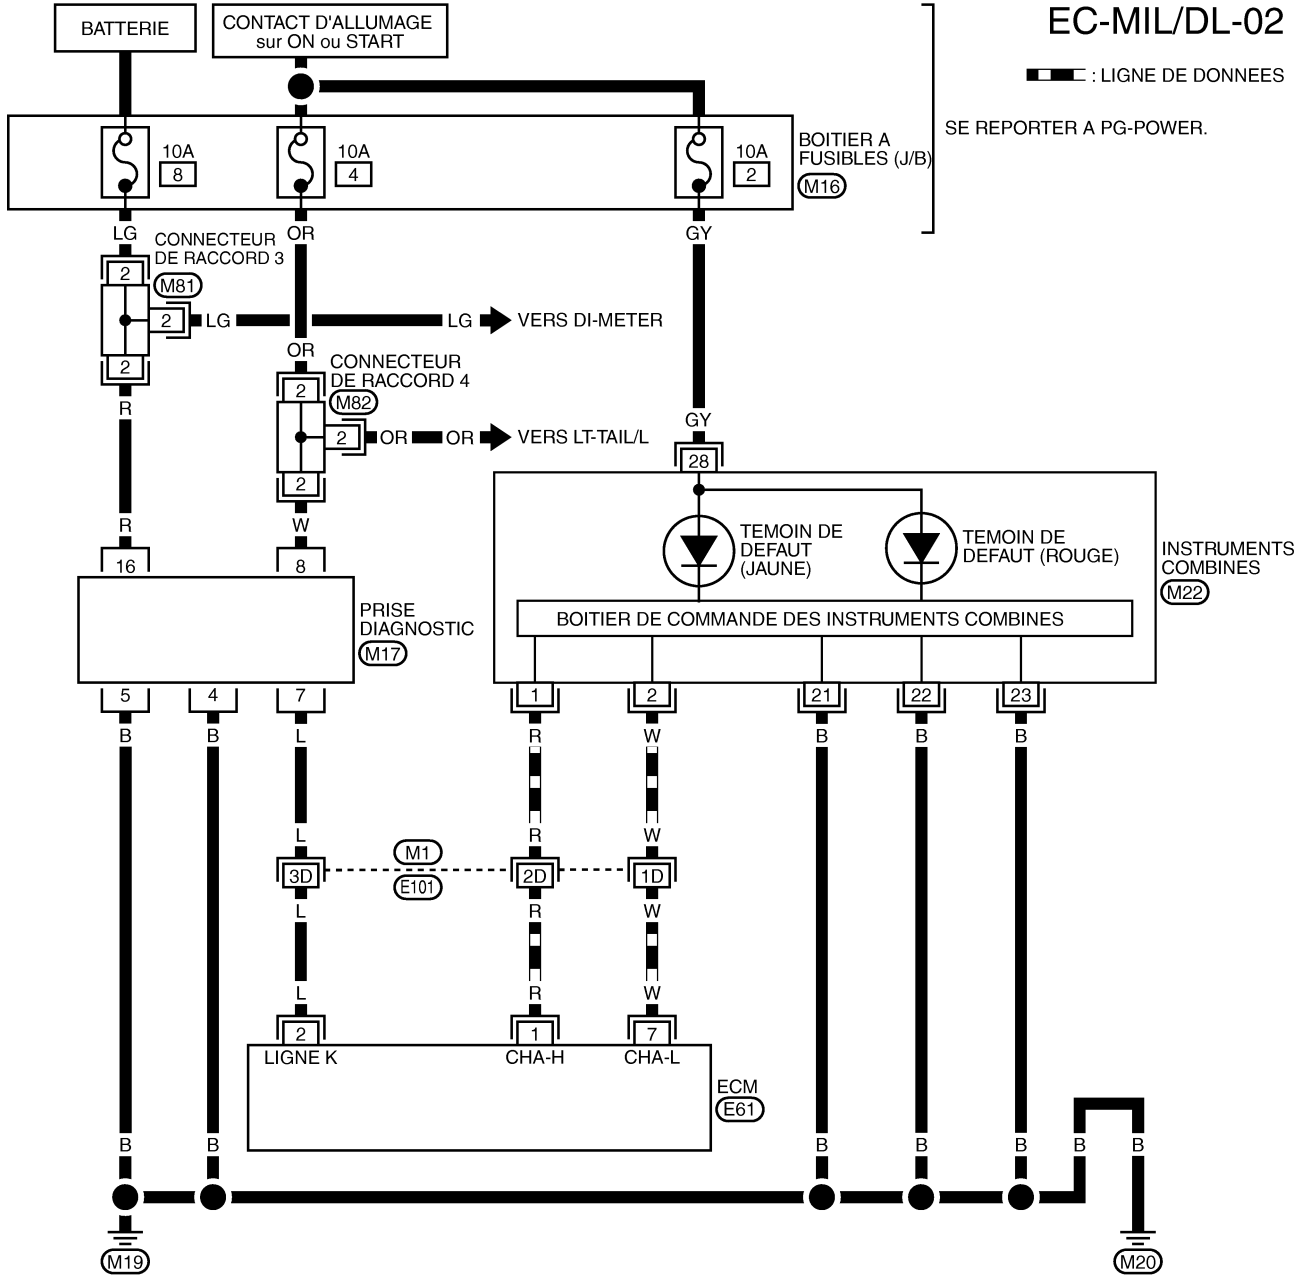 EC-MIL/DL-02
: LIGNE DE DONNEES
BATTERIE
CONTACT D'ALLUMAGE
sur ON ou START
SE REPORTER A PG-POWER.
10A
8
10A
4
10A
2
BOITIER A
FUSIBLES (J/B)
M16
LG
OR
GY
CONNECTEUR
DE RACCORD 3
M81
2
2
LG
LG
VERS DI-METER
2
R
OR
CONNECTEUR
DE RACCORD 4
M82
2
2
OR
OR
VERS LT-TAIL/L
2
GY
28
R
W
16
8
PRISE
DIAGNOSTIC
M17
TEMOIN DE
DEFAUT
(JAUNE)
TEMOIN DE
DEFAUT (ROUGE)
INSTRUMENTS
COMBINES
M22
BOITIER DE COMMANDE DES INSTRUMENTS COMBINES
5
4
7
1
2
21
22
23
B
B
L
R
W
B
B
B
L
R
W
M1
E101
3D
2D
1D
L
R
W
L
R
W
2
1
7
LIGNE K
CHA-H
CHA-L
ECM
E61
B
B
B
B
B
B
B
M19
M20